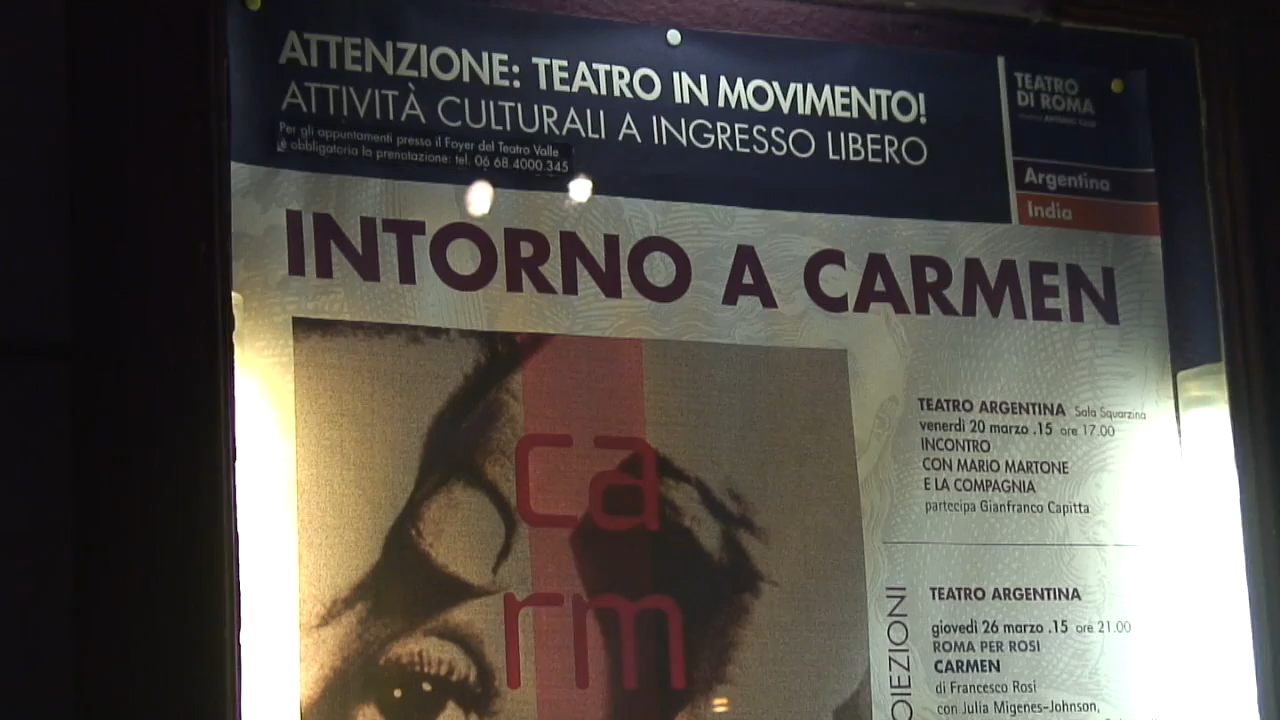 ATTENZIONE: TEATRO IN MOVIMENTO!
ATTIVITÀ CULTURALI A INGRESSO LIBERO
Per gli appuntamenti presso il Foyer del Teatro Valle
è obbligatoria la prenotazione: tel. 06 68.4000.345
TEATRO
DI ROMA
Argentina
India
INTORNO A CARMEN
ca
rm
TEATRO ARGENTINA Sala Squarzina
venerdì 20 marzo .15 ore 17.00
INCONTRO
CON MARIO MARTONE
E LA COMPAGNIA
partecipa Gianfranco Capitta
OIEZIONI
TEATRO ARGENTINA
giovedì 26 marzo .15 ore 21.00
ROMA PER ROSI
CARMEN
di Francesco Rosi
con Julia Migenes-Johnson,